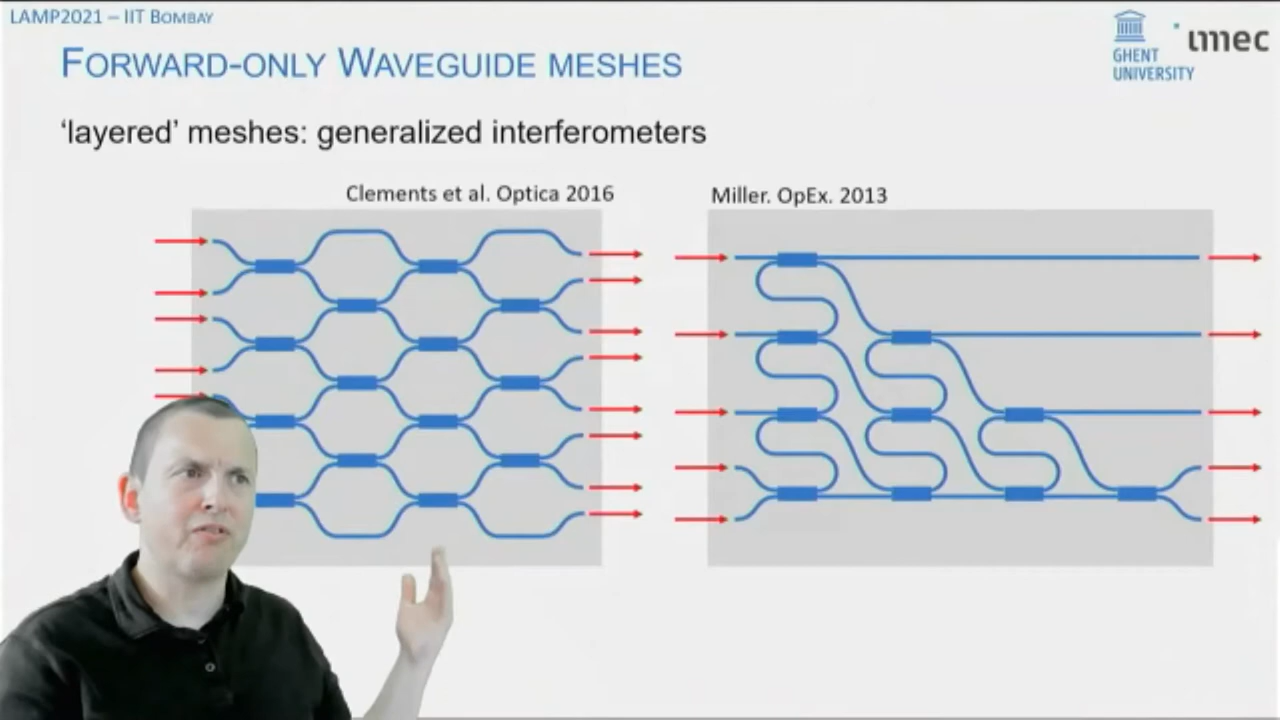 LAMP2021 – IIT BOMBAY
FORWARD-ONLY WAVEGUIDE MESHES
GHENT
UNIVERSITY
imec
‘layered’ meshes: generalized interferometers
Clements et al. Optica 2016
Miller. OpEx. 2013